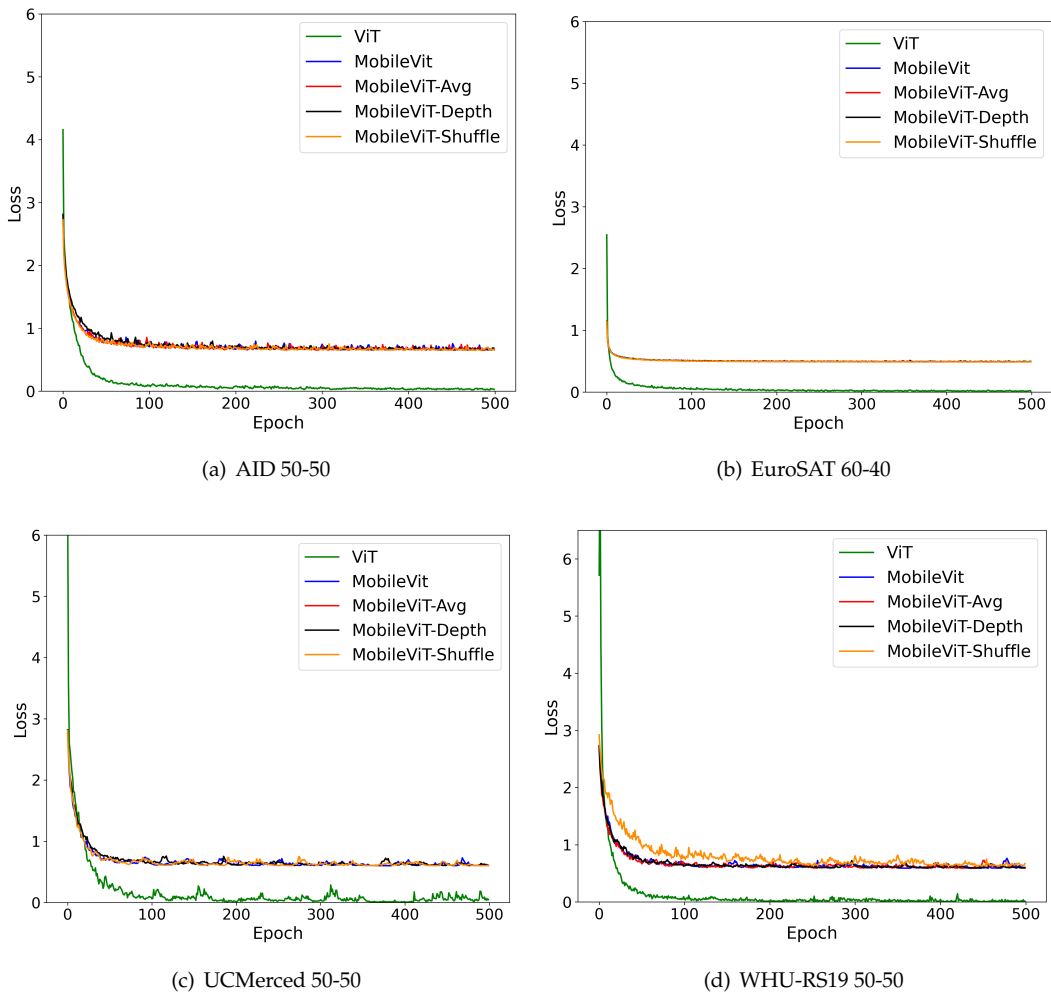 6
5
4
3
2
1
0
Loss
0 100 200 300 400 500
Epoch
ViT
MobileVit
MobileViT-Avg
MobileViT-Depth
MobileViT-Shuffle
(a) AID 50-50
6
5
4
3
2
1
0
Loss
0 100 200 300 400 500
Epoch
ViT
MobileVit
MobileViT-Avg
MobileViT-Depth
MobileViT-Shuffle
(b) EuroSAT 60-40
6
5
4
3
2
1
0
Loss
0 100 200 300 400 500
Epoch
ViT
MobileVit
MobileViT-Avg
MobileViT-Depth
MobileViT-Shuffle
(c) UCMerced 50-50
6
5
4
3
2
1
0
Loss
0 100 200 300 400 500
Epoch
ViT
MobileVit
MobileViT-Avg
MobileViT-Depth
MobileViT-Shuffle
(d) WHU-RS19 50-50